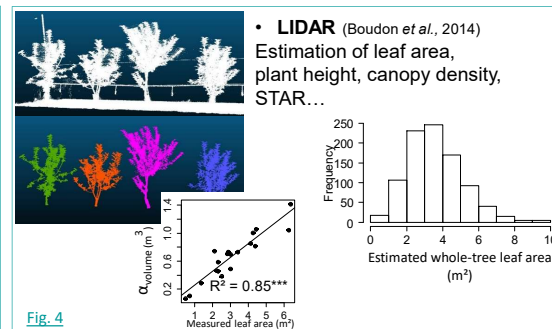 • LIDAR (Boudon et al., 2014)
Estimation of leaf area,
plant height, canopy density,
STAR…
250
200
150
100
50
0
Frequency
0 2 4 6 8 10
Estimated whole-tree leaf area
(m²)
1.4
1.0
0.6
0.2
αvolume (m³)
R² = 0.85***
1 2 3 4 5 6
Measured leaf area (m²)
Fig. 4